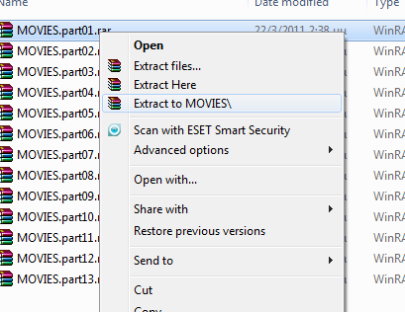 Name Date modified Type
MOVIES.part01.rar 22/3/2011 2:38 μμ WinRA
MOVIES.part02. WinRA
MOVIES.part03. WinRA
MOVIES.part04. WinRA
MOVIES.part05. WinRA
MOVIES.part06. WinRA
MOVIES.part07. WinRA
MOVIES.part08. WinRA
MOVIES.part09. WinRA
MOVIES.part10. WinRA
MOVIES.part11. WinRA
MOVIES.part12. WinRA
MOVIES.part13. WinRA
Open
Extract files...
Extract Here
Extract to MOVIES\
Scan with ESET Smart Security
Advanced options
Open with...
Share with
Restore previous versions
Send to
Cut
Copy